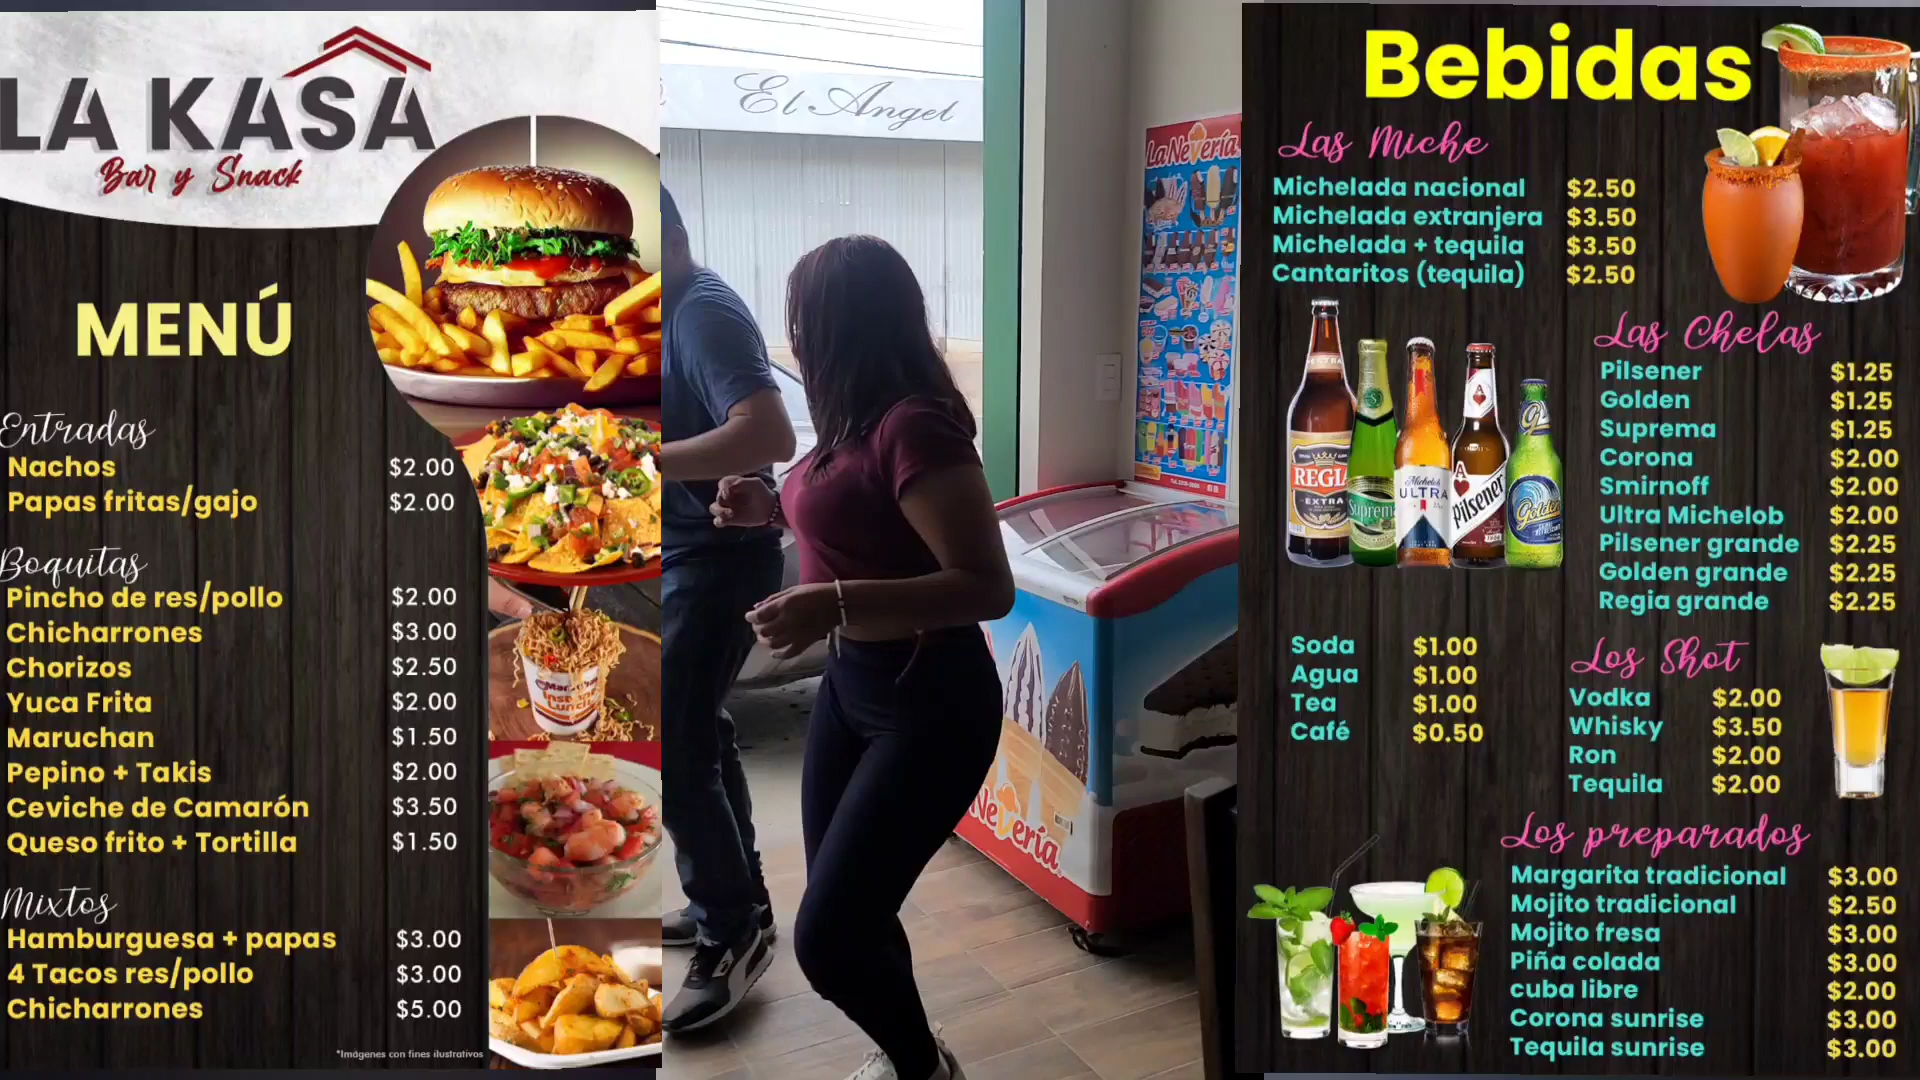 LA KASA
Bar y Snack
MENÚ
Entradas
Nachos $2.00
Papas fritas/gajo $2.00
Boquitas
Pincho de res/pollo $2.00
Chicharrones $3.00
Chorizos $2.50
Yuca Frita $2.00
Maruchan $1.50
Pepino + Takis $2.00
Ceviche de Camarón $3.50
Queso frito + Tortilla $1.50
Mixtos
Hamburguesa + papas $3.00
4 Tacos res/pollo $3.00
Chicharrones $5.00
*Imágenes con fines ilustrativos
El Angel
La Nevería
Nevería
Bebidas
Las Miche
Michelada nacional $2.50
Michelada extranjera $3.50
Michelada + tequila $3.50
Cantaritos (tequila) $2.50
REGIA
EXTRA
Suprema
Michelob
ULTRA
Pilsener
Golden
Las Chelas
Pilsener $1.25
Golden $1.25
Suprema $1.25
Corona $2.00
Smirnoff $2.00
Ultra Michelob $2.00
Pilsener grande $2.25
Golden grande $2.25
Regia grande $2.25
Soda $1.00
Agua $1.00
Tea $1.00
Café $0.50
Los Shot
Vodka $2.00
Whisky $3.50
Ron $2.00
Tequila $2.00
Los preparados
Margarita tradicional $3.00
Mojito tradicional $2.50
Mojito fresa $3.00
Piña colada $3.00
cuba libre $2.00
Corona sunrise $3.00
Tequila sunrise $3.00